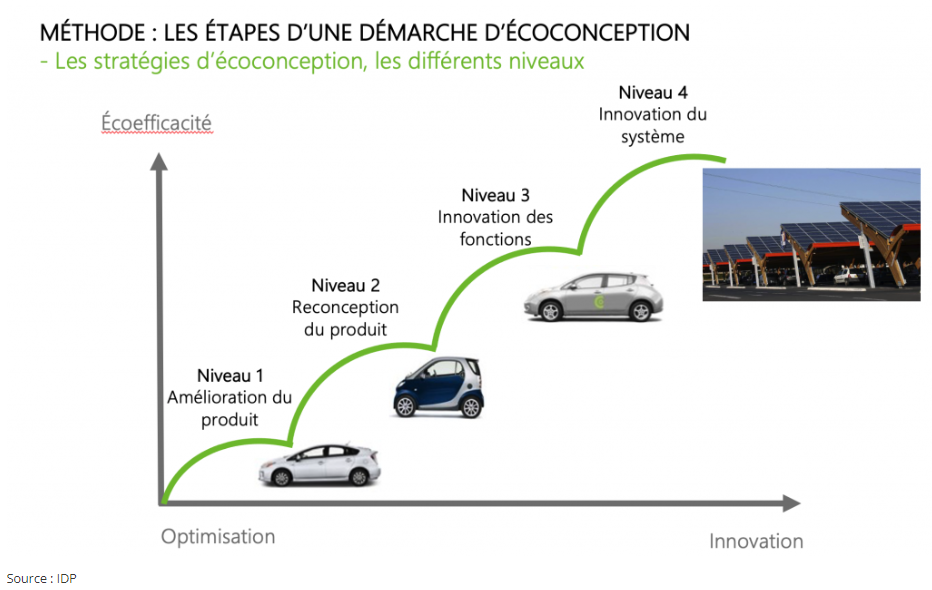 MÉTHODE : LES ÉTAPES D’UNE DÉMARCHE D’ÉCOCONCEPTION
- Les stratégies d’écoconception, les différents niveaux
Écoefficacité
Niveau 4
Innovation du
système
Niveau 3
Innovation des
fonctions
Niveau 2
Reconception
du produit
Niveau 1
Amélioration du
produit
Optimisation
Innovation
Source : IDP